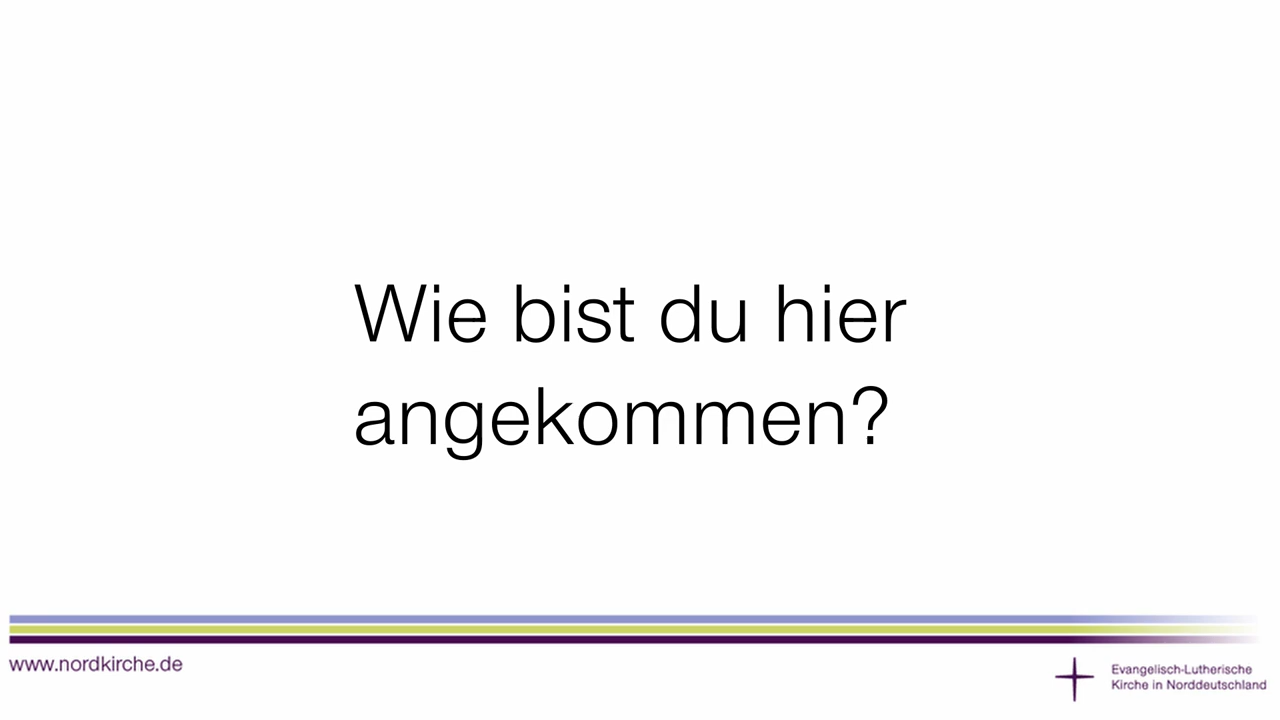 Wie bist du hier
angekommen?
www.nordkirche.de
Evangelisch-Lutherische
Kirche in Norddeutschland